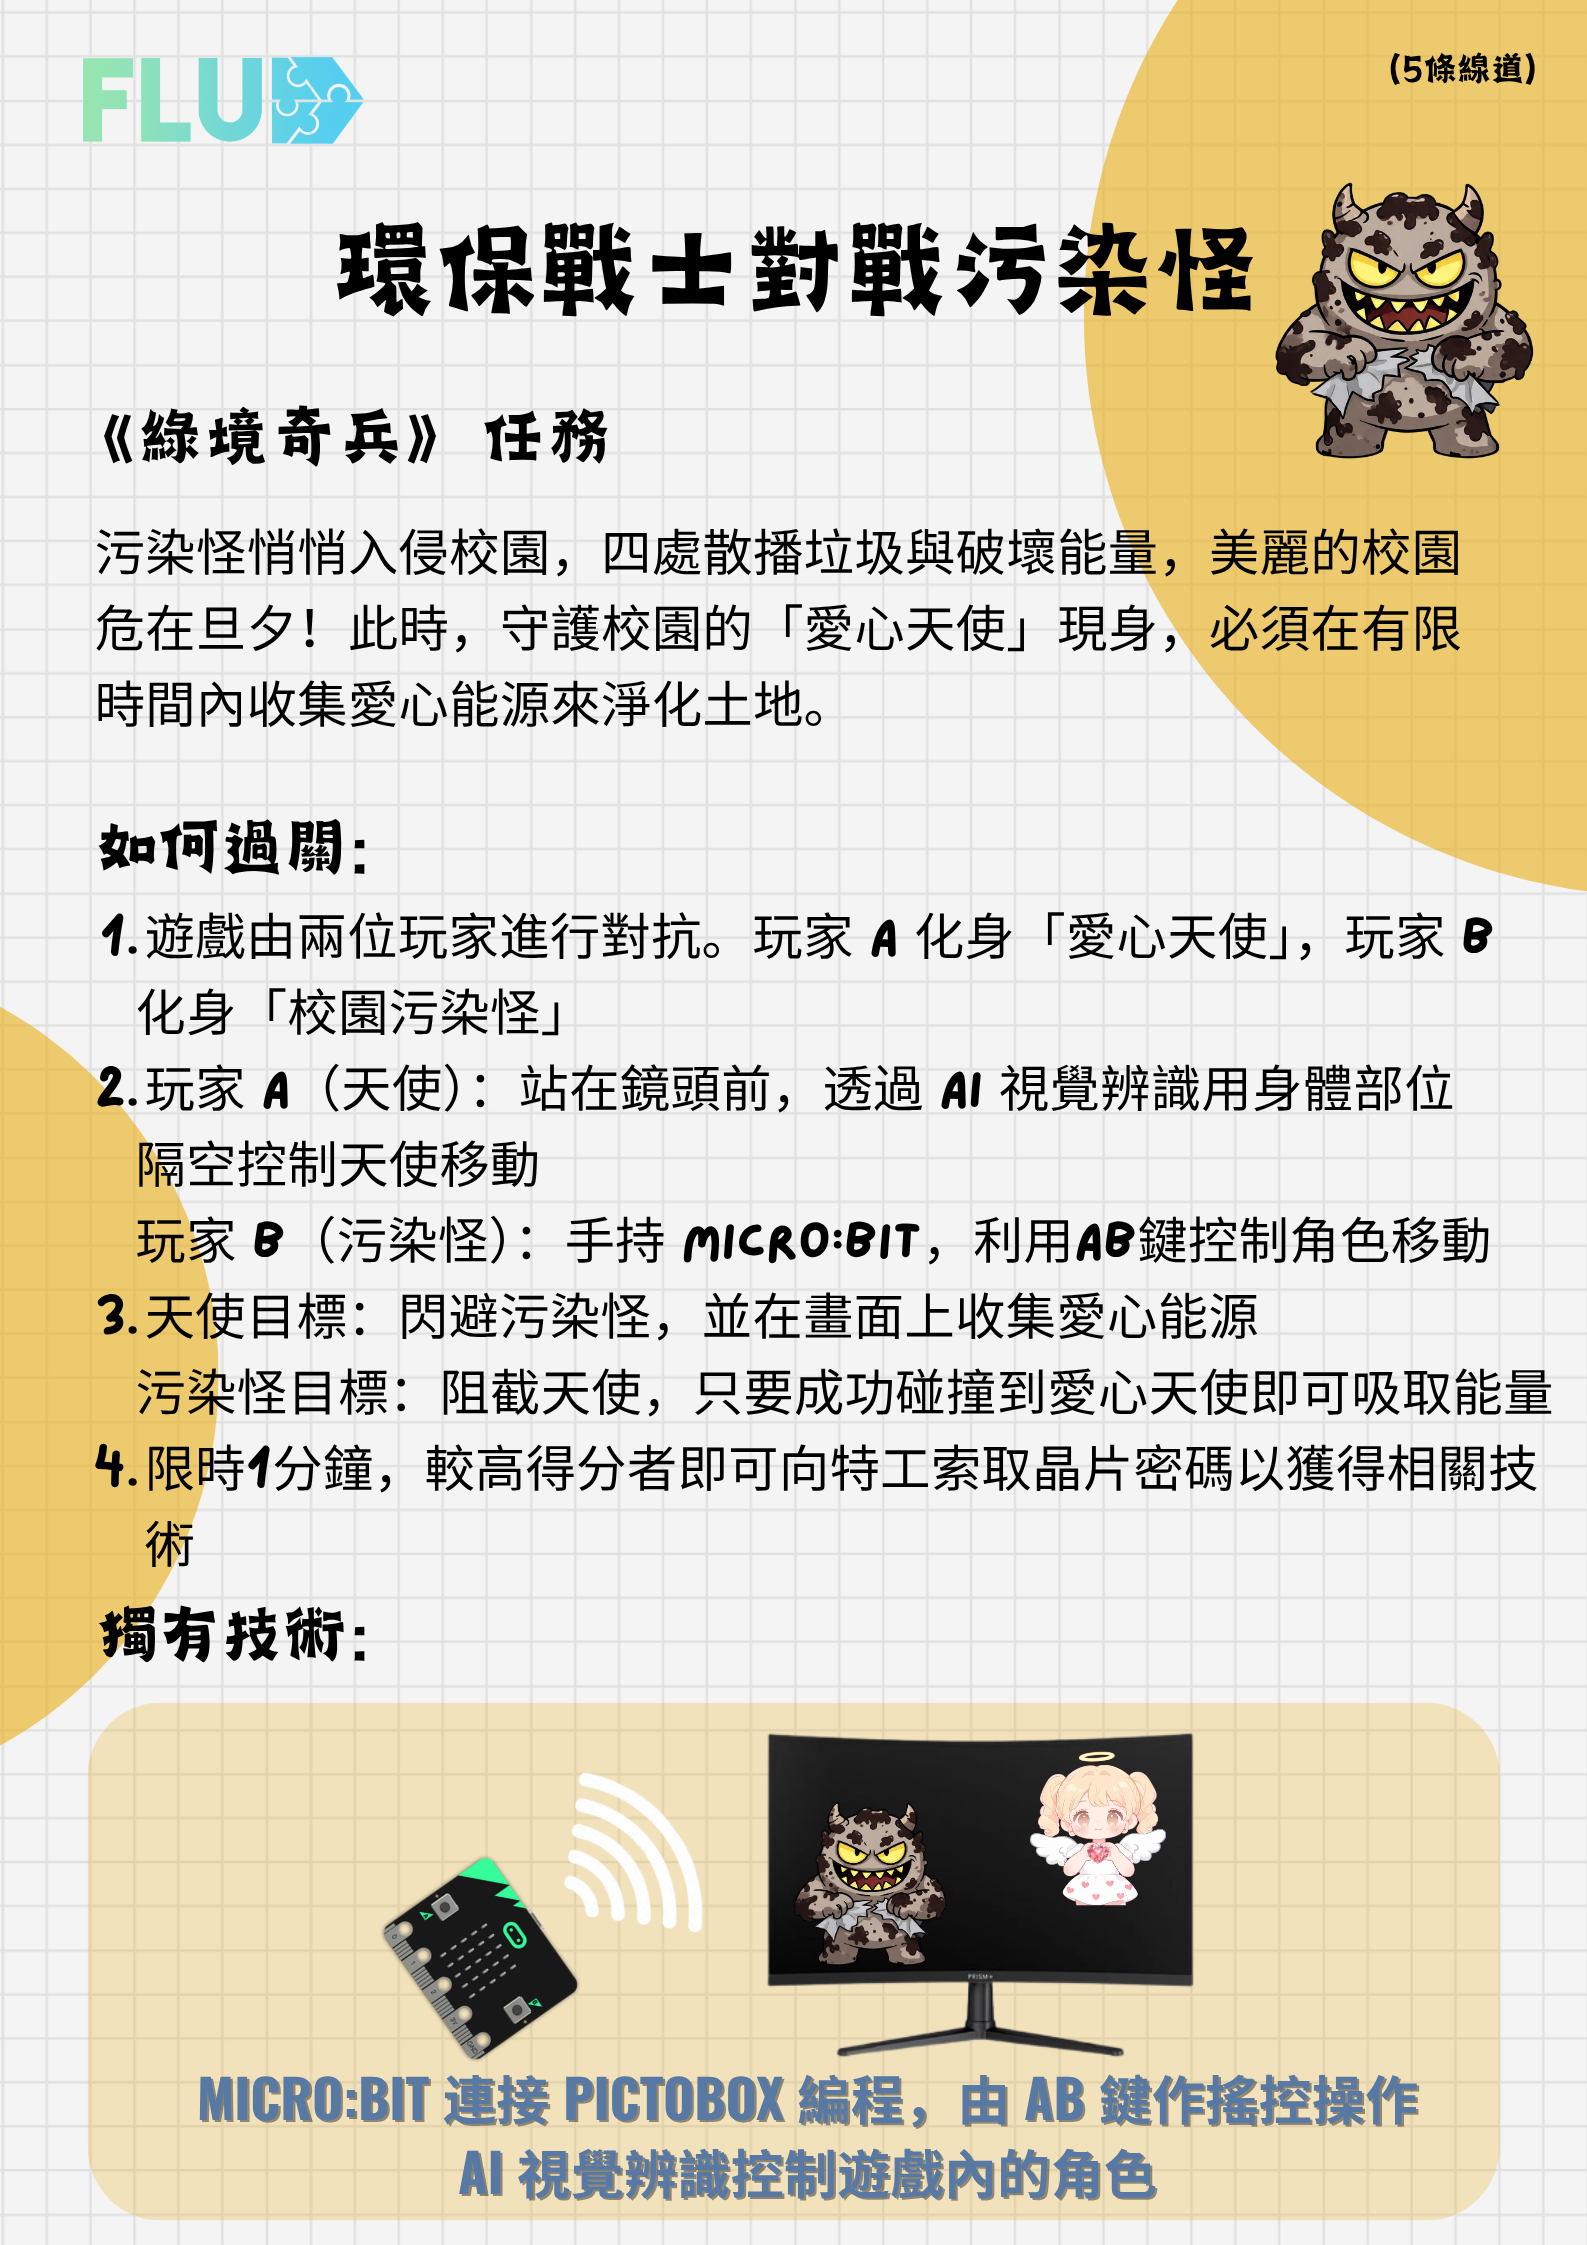 FLU
(5條線道)
環保戰士對戰污染怪
《綠境奇兵》 任務
污染怪悄悄入侵校園，四處散播垃圾與破壞能量，美麗的校園
危在旦夕！此時，守護校園的「愛心天使」現身，必須在有限
時間內收集愛心能源來淨化土地。
如何過關：
1. 遊戲由兩位玩家進行對抗。玩家 A 化身「愛心天使」，玩家 B
化身「校園污染怪」
2. 玩家 A（天使）：站在鏡頭前，透過 AI 視覺辨識用身體部位
隔空控制天使移動
玩家 B（污染怪）：手持 MICRO:BIT，利用AB鍵控制角色移動
3. 天使目標：閃避污染怪，並在畫面上收集愛心能源
污染怪目標：阻截天使，只要成功碰撞到愛心天使即可吸取能量
4. 限時1分鐘，較高得分者即可向特工索取晶片密碼以獲得相關技
術
獨有技術：
PRISM+
MICRO:BIT 連接 PICTOBOX 編程，由 AB 鍵作搖控操作
AI 視覺辨識控制遊戲內的角色